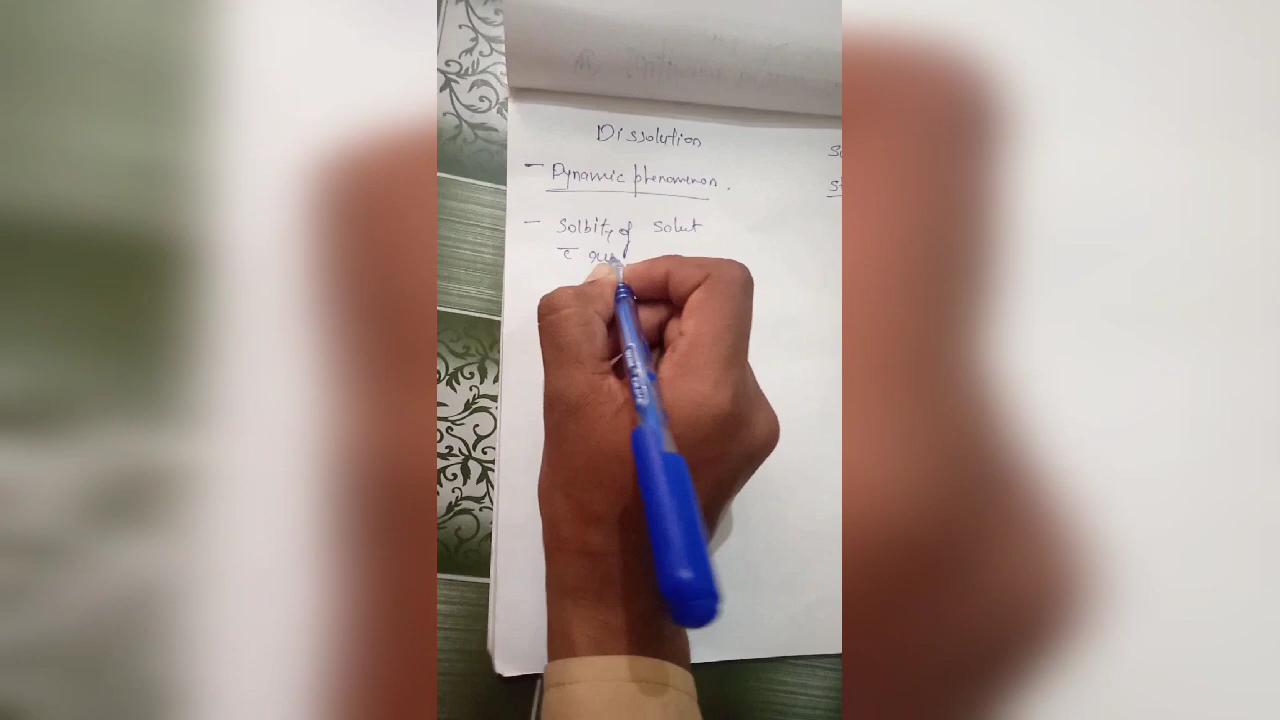 Dissolution
- Dynamic phenomenon.
- Solbity of Solut
c̅